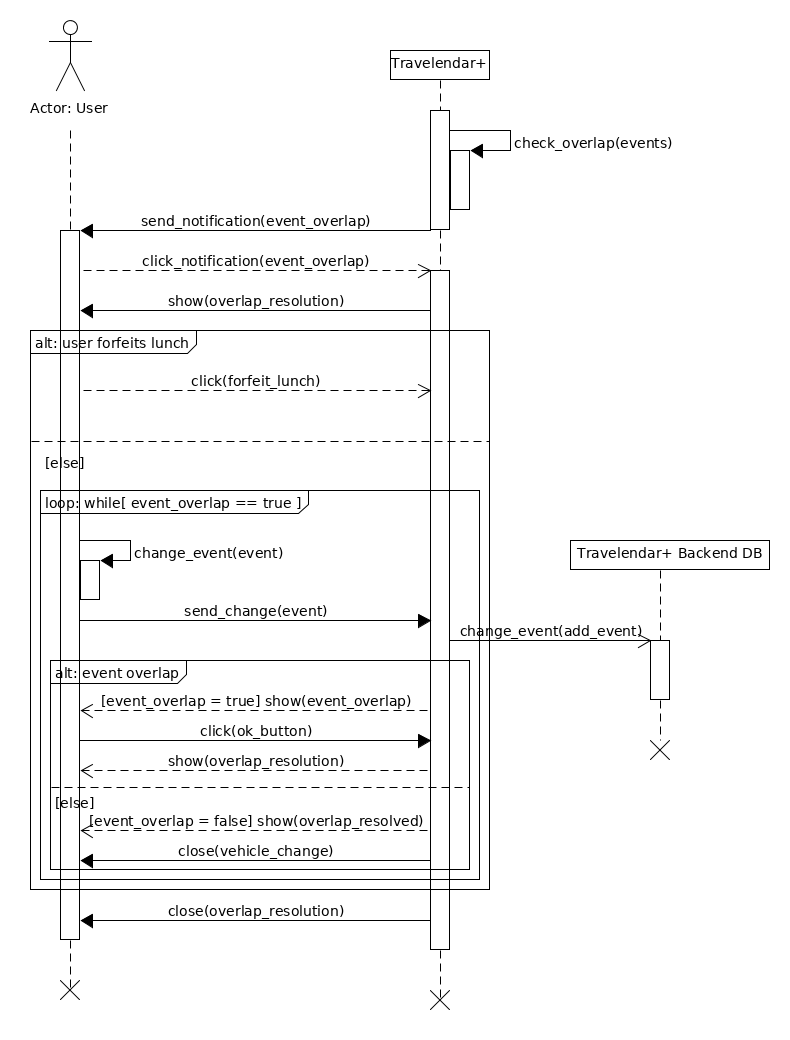 Travelendar+
Actor: User
check_overlap(events)
send_notification(event_overlap)
click_notification(event_overlap)
show(overlap_resolution)
alt: user forfeits lunch
click(forfeit_lunch)
[else]
loop: while[ event_overlap == true ]
change_event(event)
Travelendar+ Backend DB
send_change(event)
change_event(add_event)
alt: event overlap
[event_overlap = true] show(event_overlap)
click(ok_button)
show(overlap_resolution)
[else]
[event_overlap = false] show(overlap_resolved)
close(vehicle_change)
close(overlap_resolution)